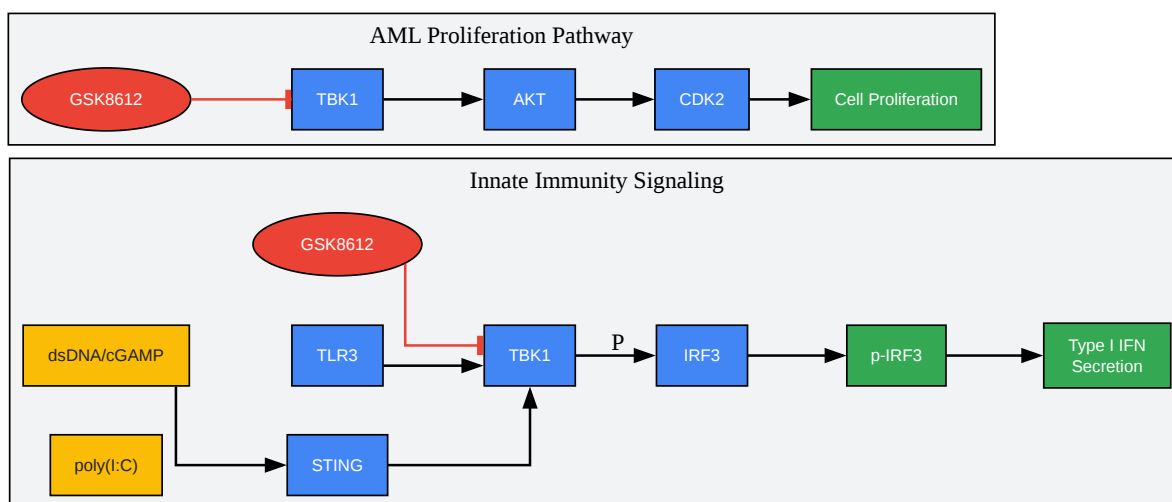 AML Proliferation Pathway
GSK8612
TBK1
AKT
CDK2
Cell Proliferation
Innate Immunity Signaling
GSK8612
dsDNA/cGAMP
TLR3
TBK1
P
IRF3
p-IRF3
Type I IFN
Secretion
poly(I:C)
STING